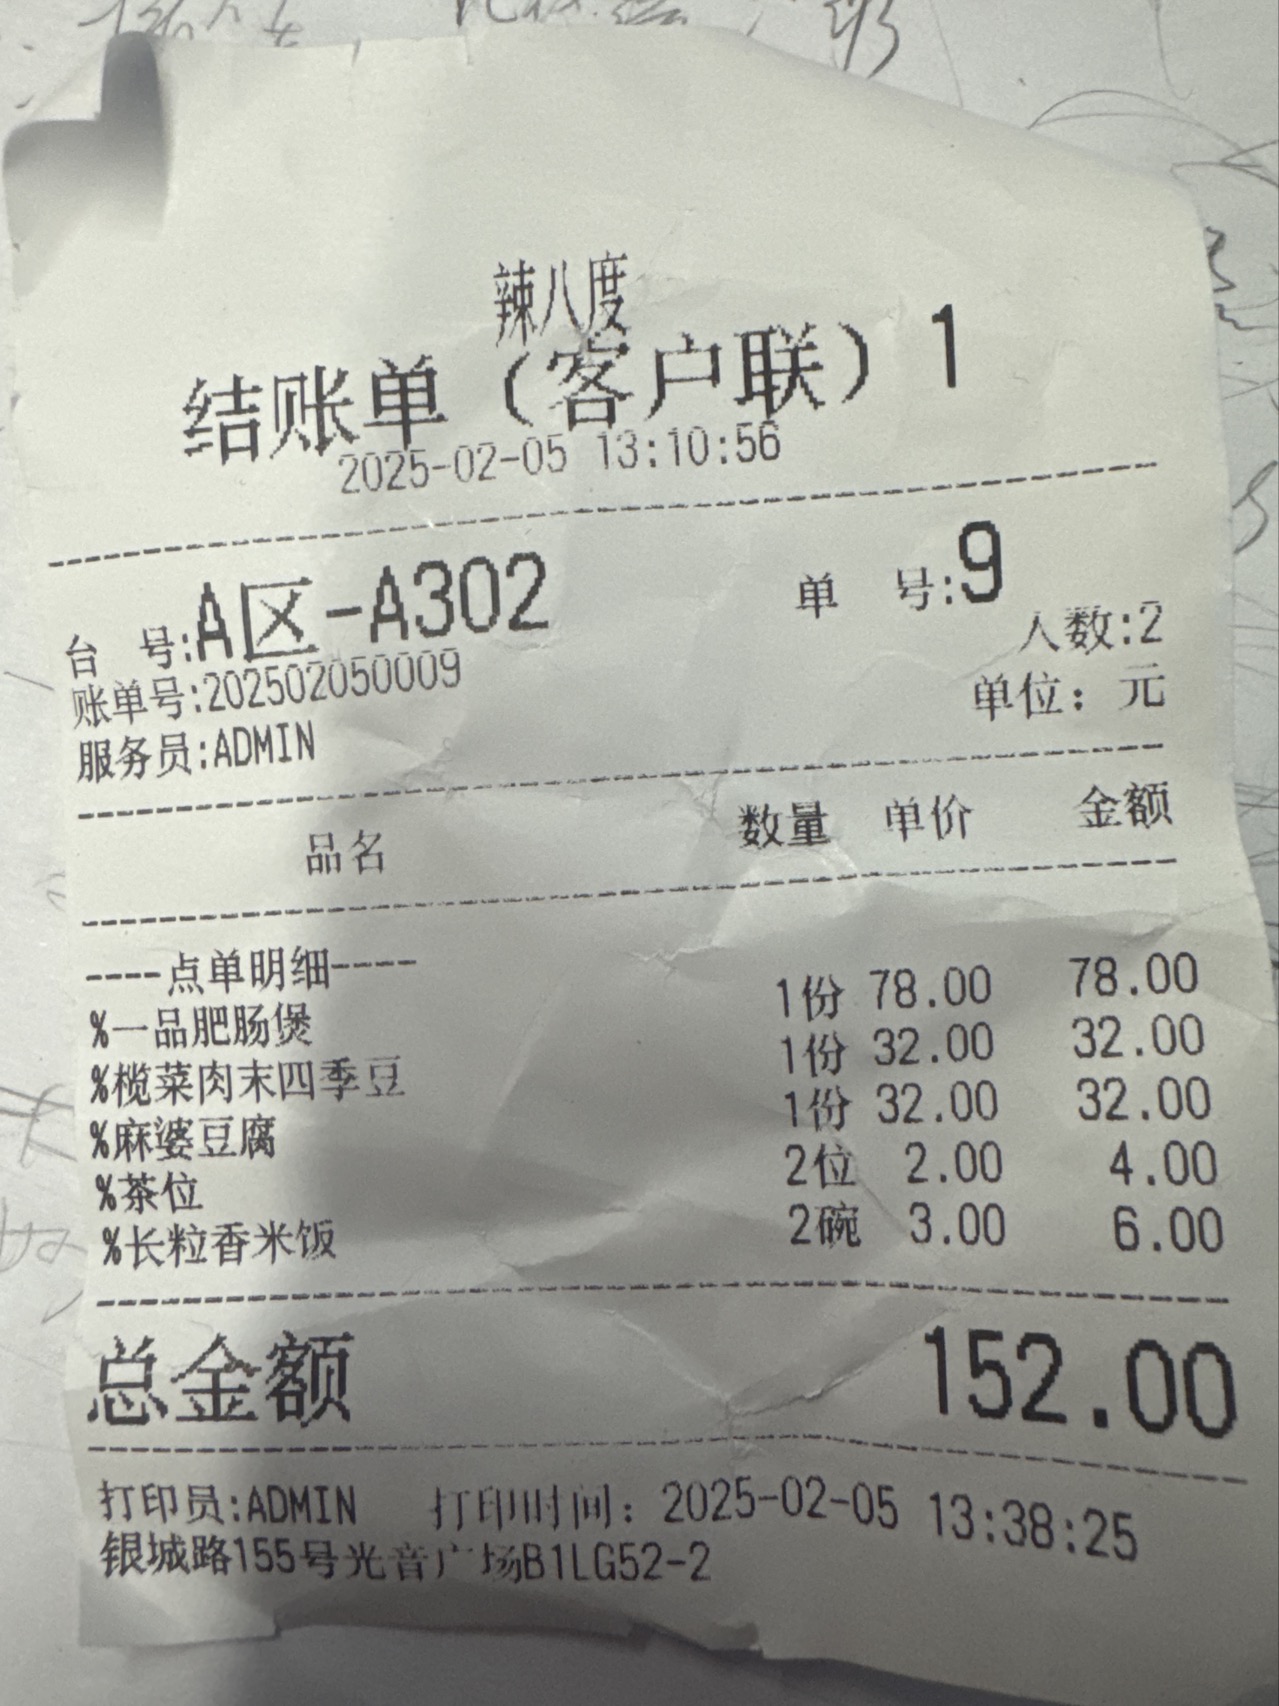 辣八度
结账单（客户联）1
2025-02-05 13:10:56
台 号:A区-A302 单 号:9
人数:2
账单号:202502050009
单位：元
服务员:ADMIN
品名 数量 单价 金额
----点单明细----
%一品肥肠煲 1份 78.00 78.00
%榄菜肉末四季豆 1份 32.00 32.00
%麻婆豆腐 1份 32.00 32.00
%茶位 2位 2.00 4.00
%长粒香米饭 2碗 3.00 6.00
总金额 152.00
打印员:ADMIN 打印时间：2025-02-05 13:38:25
银城路155号光音广场B1LG52-2